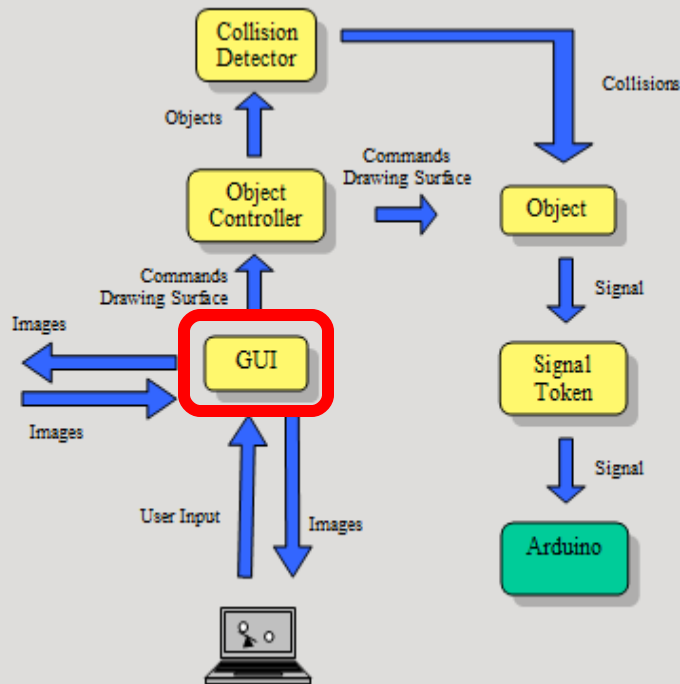 Collision
Detector
Collisions
Objects
Commands
Drawing Surface
Object
Controller
Object
Commands
Drawing Surface
Signal
Images
GUI
Signal
Token
Images
Signal
User Input
Images
Arduino